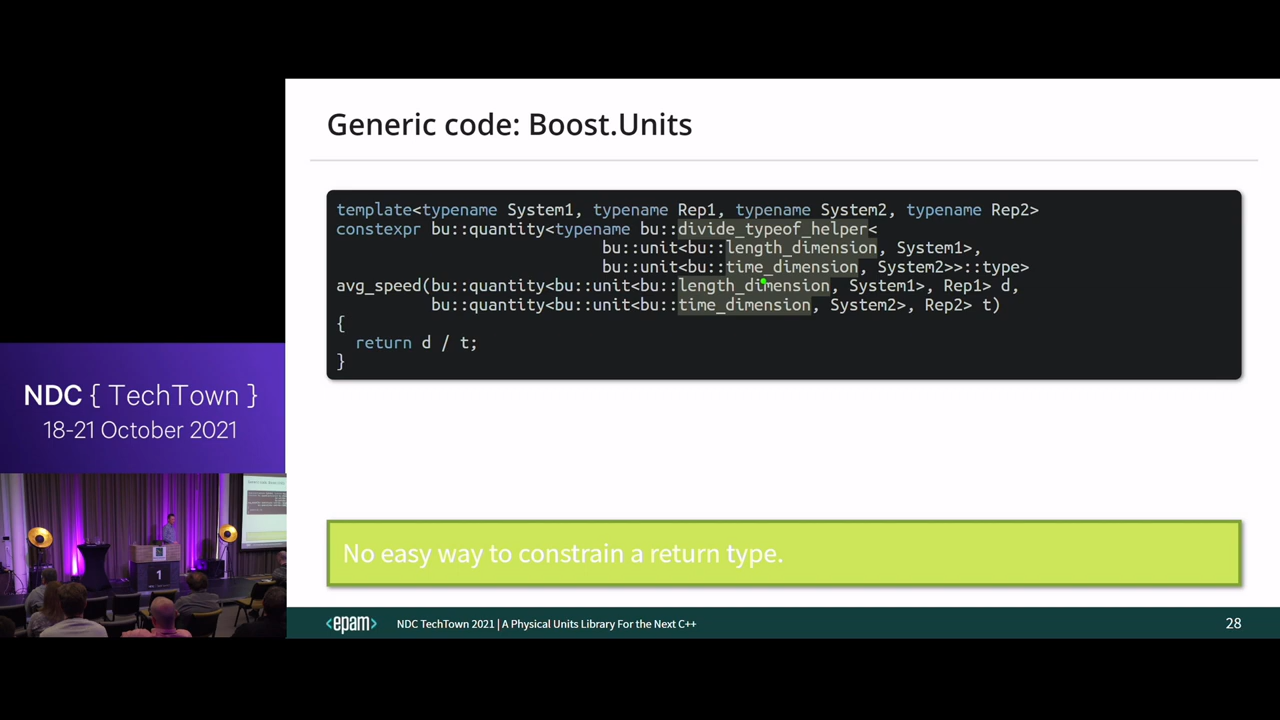 Generic code: Boost.Units
template<typename System1, typename Rep1, typename System2, typename Rep2>
constexpr bu::quantity<typename bu::divide_typeof_helper<
bu::unit<bu::length_dimension, System1>,
bu::unit<bu::time_dimension, System2>>::type>
avg_speed(bu::quantity<bu::unit<bu::length_dimension, System1>, Rep1> d,
bu::quantity<bu::unit<bu::time_dimension, System2>, Rep2> t)
{
return d / t;
}
No easy way to constrain a return type.
<epam>
NDC TechTown 2021 | A Physical Units Library For the Next C++
28
NDC { TechTown }
18-21 October 2021
1